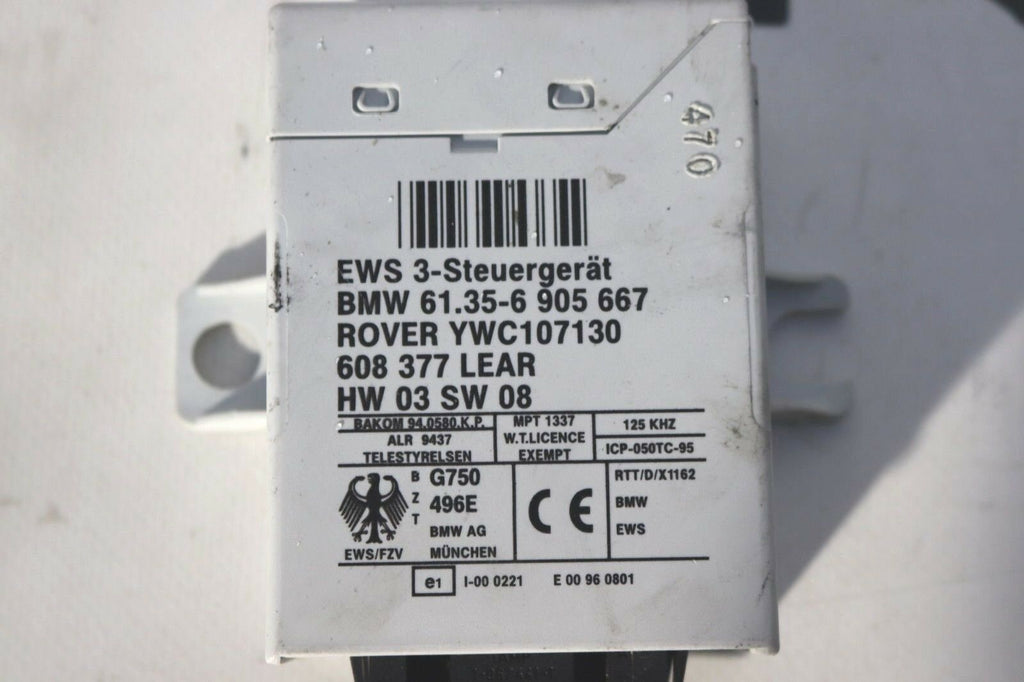 470
EWS 3-Steuergerät
BMW 61.35-6 905 667
ROVER YWC107130
608 377 LEAR
HW 03 SW 08
BAKOM 94.0580.K.P.
ALR 9437
TELESTYRELSEN
MPT 1337
W.T.LICENCE
EXEMPT
125 KHZ
ICP-050TC-95
B Z T
G750
496E
BMW AG
MÜNCHEN
EWS/FZV
CE
RTT/D/X1162
BMW
EWS
e1 I-00 0221 E 00 96 0801